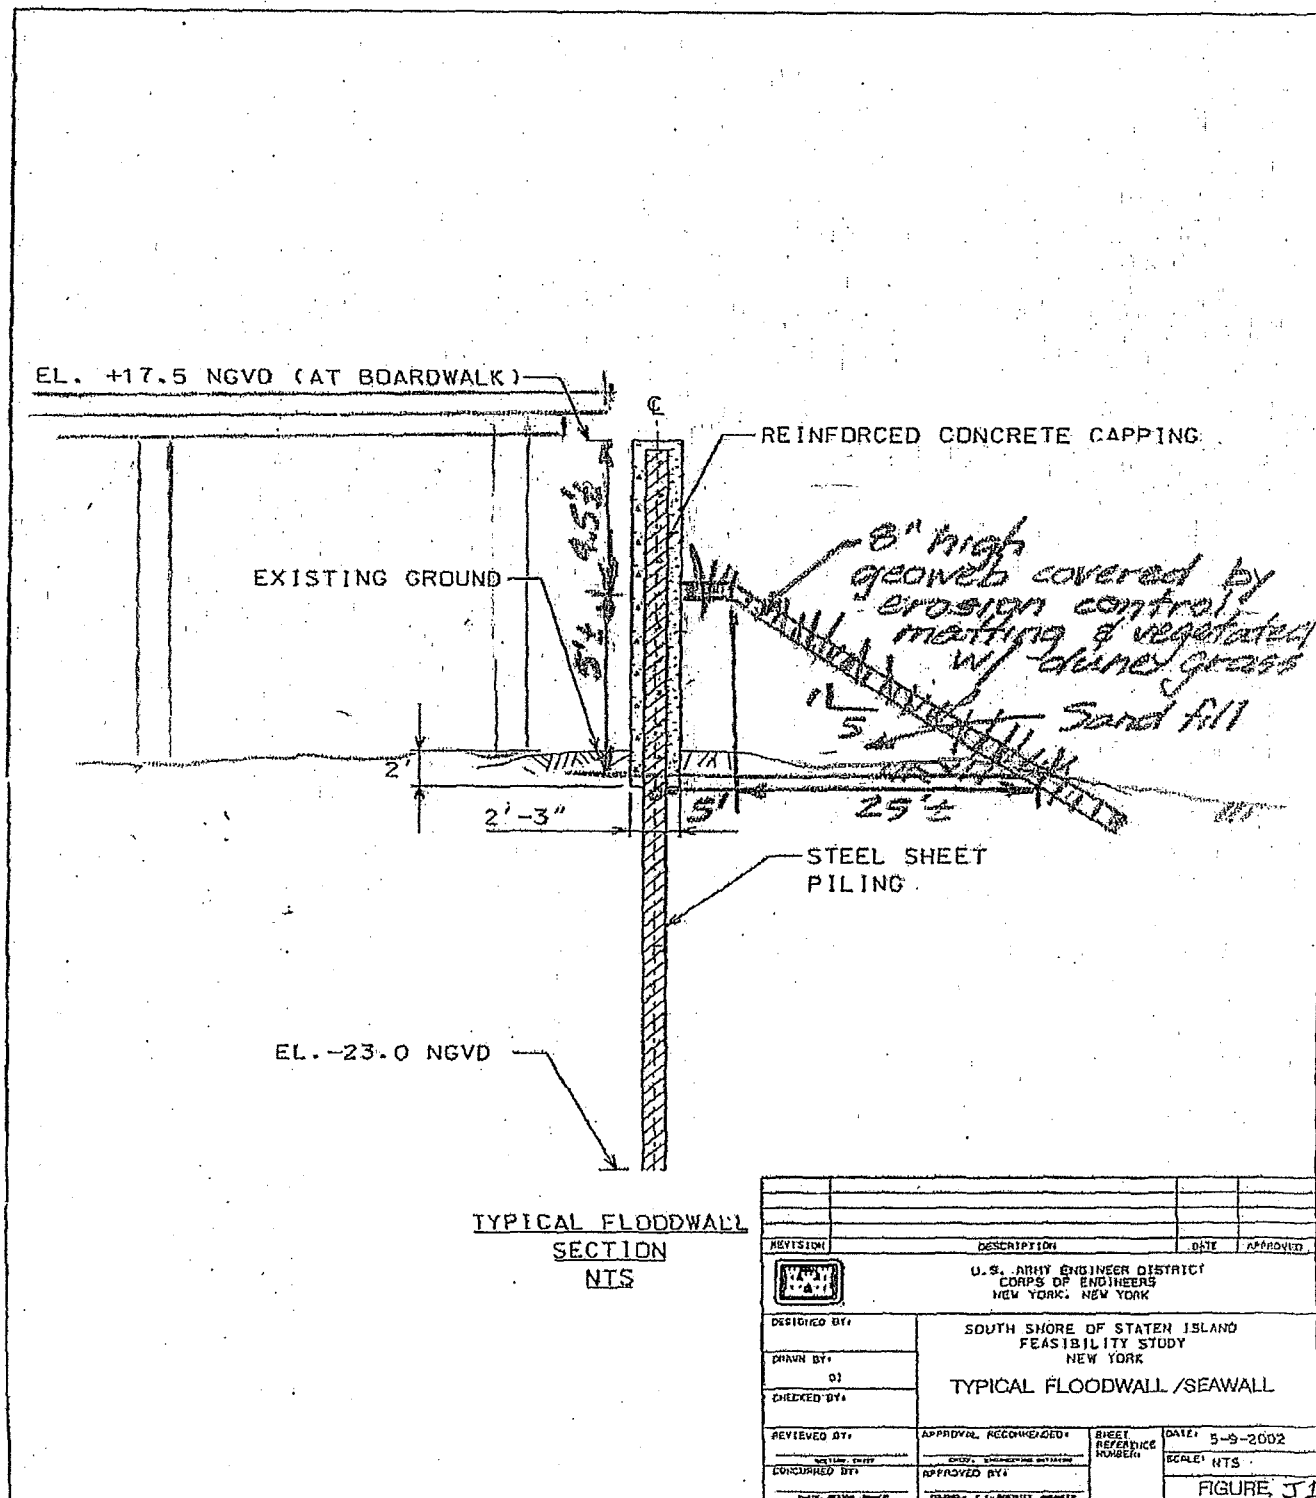 EL. +17.5 NGVD (AT BOARDWALK)
℄
REINFORCED CONCRETE CAPPING
4.5'±
8" high
geoweb covered by
erosion control
matting & vegetated
w/ dune grass
EXISTING GROUND
5'±
1
5
Sand fill
2'
2'-3"
5'
25'±
STEEL SHEET
PILING
EL.-23.0 NGVD
TYPICAL FLOODWALL
SECTION
NTS
REVISION DESCRIPTION DATE APPROVED
U.S. ARMY ENGINEER DISTRICT
CORPS OF ENGINEERS
NEW YORK, NEW YORK
DESIGNED BY:
SOUTH SHORE OF STATEN ISLAND
FEASIBILITY STUDY
NEW YORK
DRAWN BY:
TYPICAL FLOODWALL/SEAWALL
CHECKED BY:
REVIEWED BY:
APPROVAL RECOMMENDED:
SHEET
REFERENCE
NUMBER:
DATE: 5-9-2002
SCALE: NTS
CONCURRED BY:
APPROVED BY:
FIGURE J1